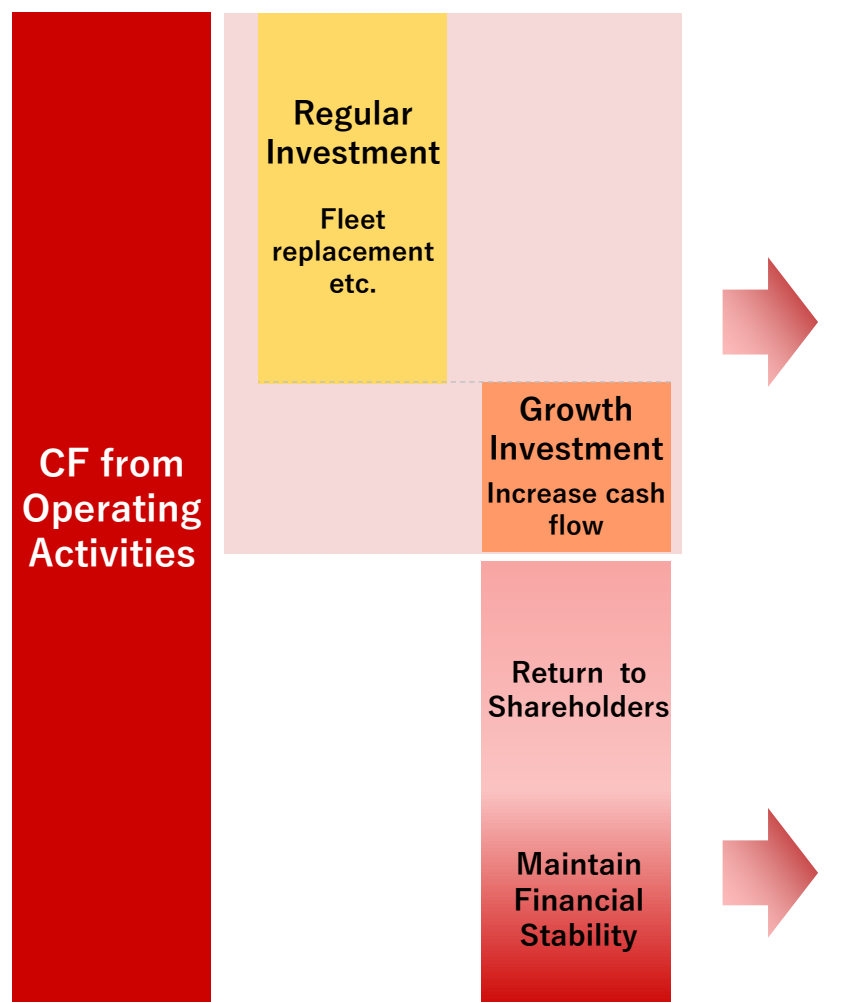 CF from
Operating
Activities
Regular
Investment
Fleet
replacement
etc.
Growth
Investment
Increase cash
flow
Return to
Shareholders
Maintain
Financial
Stability